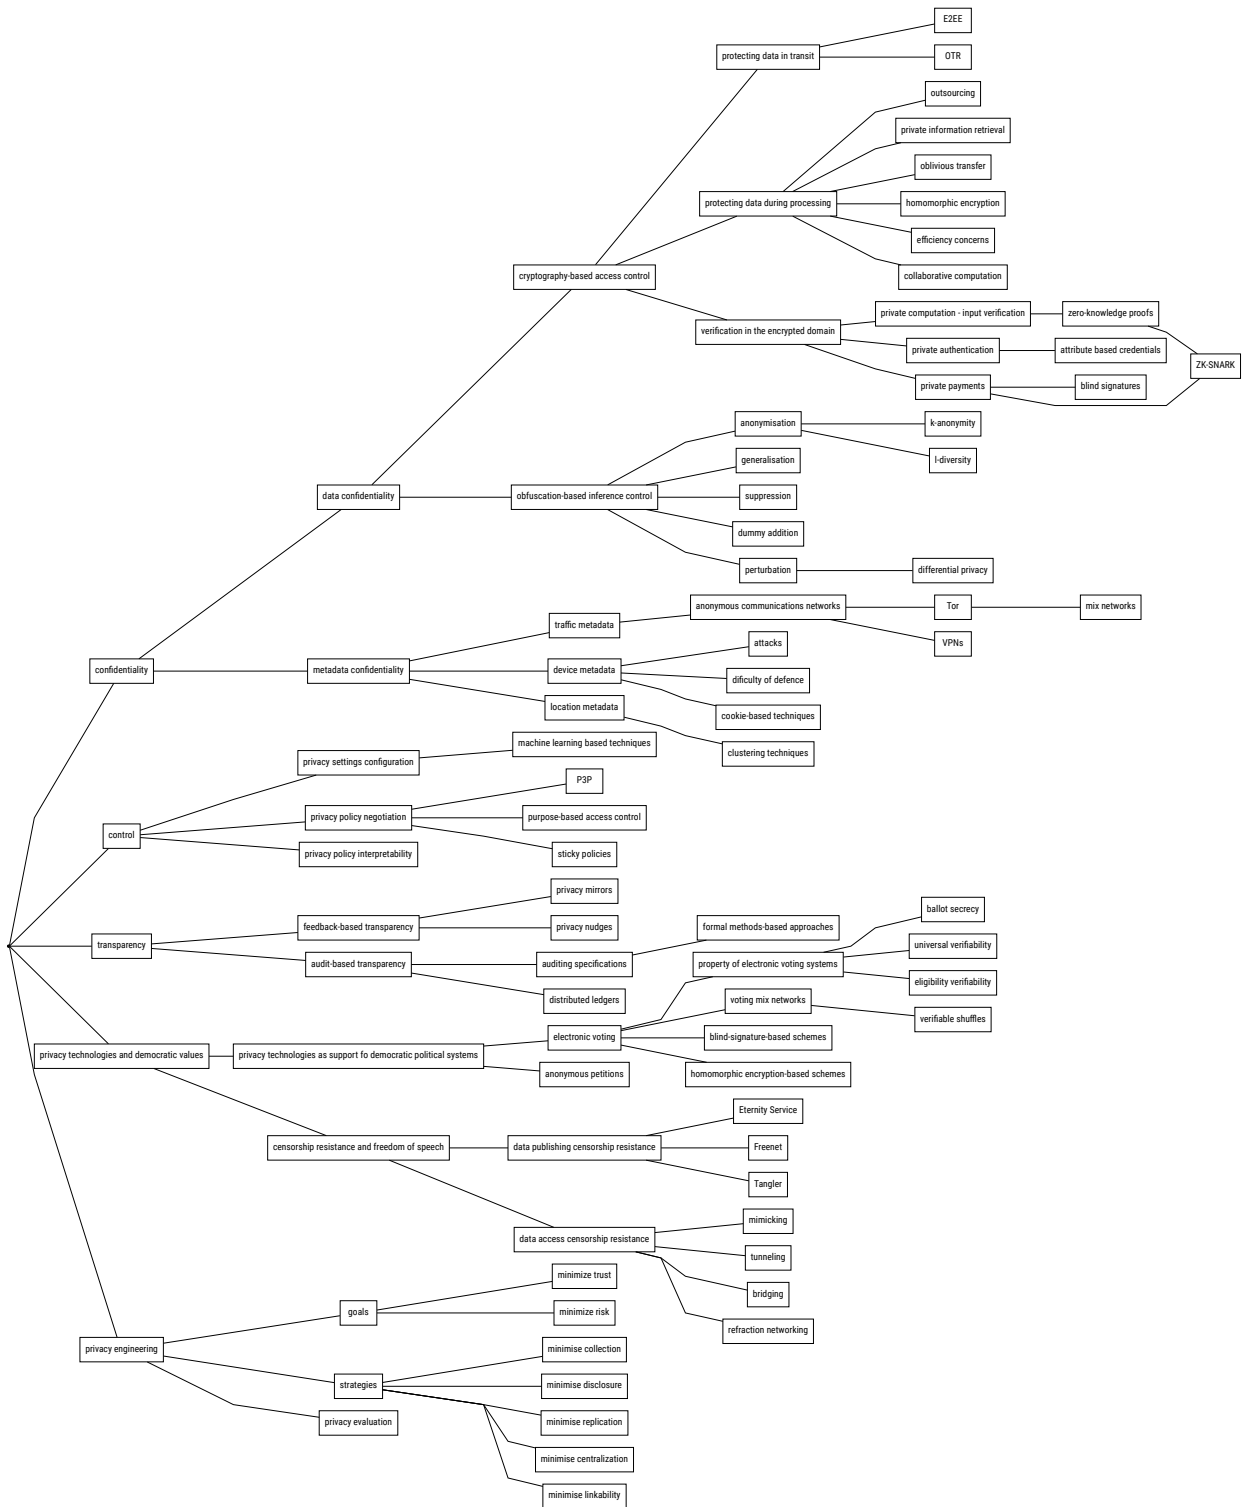 E2EE
protecting data in transit
OTR
outsourcing
private information retrieval
oblivious transfer
protecting data during processing
homomorphic encryption
efficiency concerns
cryptography-based access control
collaborative computation
private computation - input verification
zero-knowledge proofs
verification in the encrypted domain
private authentication
attribute based credentials
ZK-SNARK
private payments
blind signatures
anonymisation
k-anonymity
generalisation
l-diversity
data confidentiality
obfuscation-based inference control
suppression
dummy addition
perturbation
differential privacy
anonymous communications networks
Tor
mix networks
traffic metadata
attacks
VPNs
confidentiality
metadata confidentiality
device metadata
dificulty of defence
location metadata
cookie-based techniques
machine learning based techniques
clustering techniques
privacy settings configuration
P3P
privacy policy negotiation
purpose-based access control
control
privacy policy interpretability
sticky policies
privacy mirrors
ballot secrecy
feedback-based transparency
privacy nudges
formal methods-based approaches
transparency
universal verifiability
audit-based transparency
auditing specifications
property of electronic voting systems
eligibility verifiability
distributed ledgers
voting mix networks
verifiable shuffles
electronic voting
blind-signature-based schemes
privacy technologies and democratic values
privacy technologies as support fo democratic political systems
anonymous petitions
homomorphic encryption-based schemes
Eternity Service
censorship resistance and freedom of speech
data publishing censorship resistance
Freenet
Tangler
mimicking
data access censorship resistance
tunneling
minimize trust
bridging
goals
minimize risk
refraction networking
privacy engineering
minimise collection
strategies
minimise disclosure
privacy evaluation
minimise replication
minimise centralization
minimise linkability